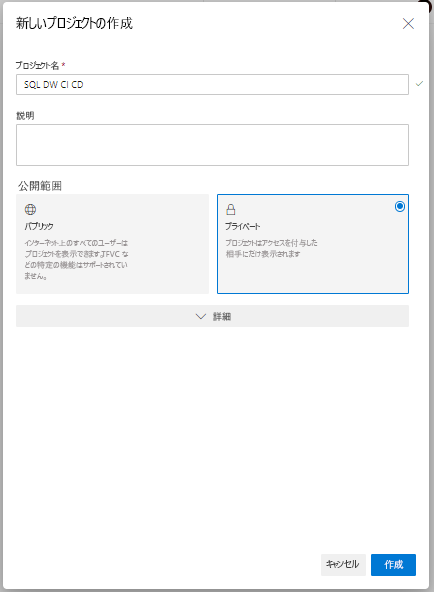 新しいプロジェクトの作成
プロジェクト名 *
SQL DW CI CD
説明
公開範囲
パブリック
インターネット上のすべてのユーザーは
プロジェクトを表示できます。TFVC な
どの特定の機能はサポートされてい
ません。
プライベート
プロジェクトはアクセスを付与した
相手にだけ表示されます
詳細
キャンセル
作成